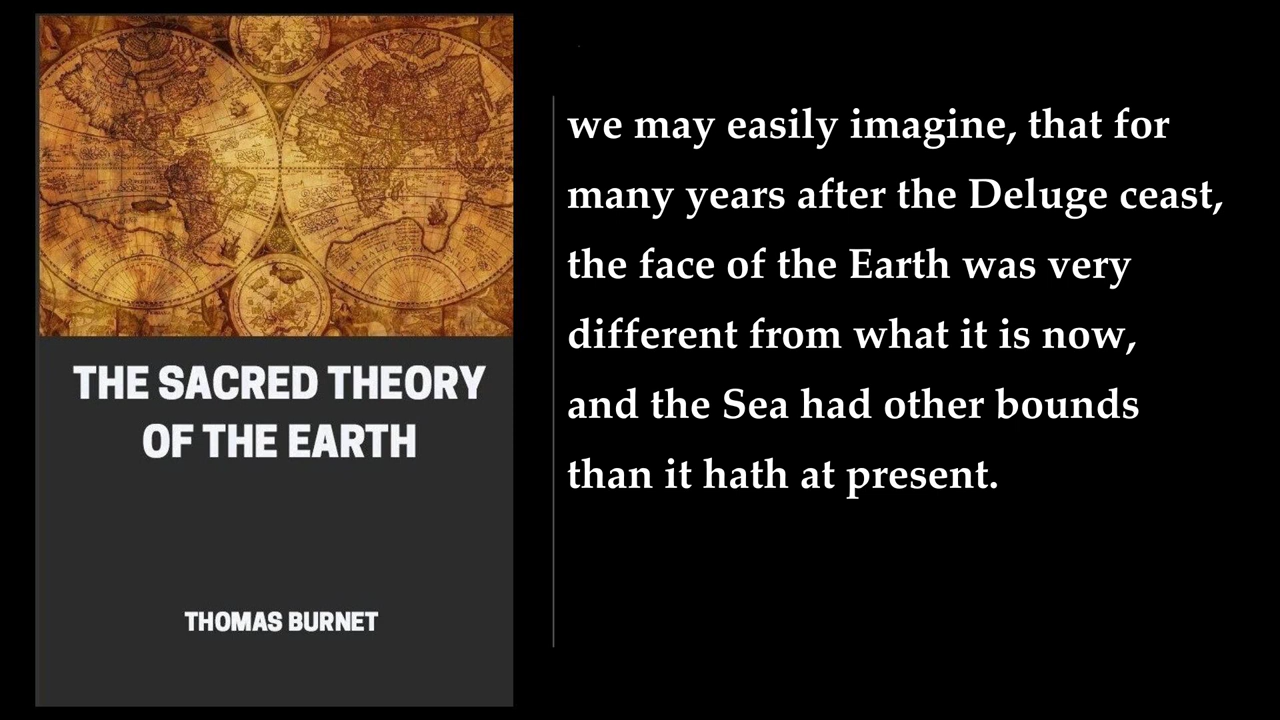 THE SACRED THEORY
OF THE EARTH
THOMAS BURNET
we may easily imagine, that for
many years after the Deluge ceast,
the face of the Earth was very
different from what it is now,
and the Sea had other bounds
than it hath at present.